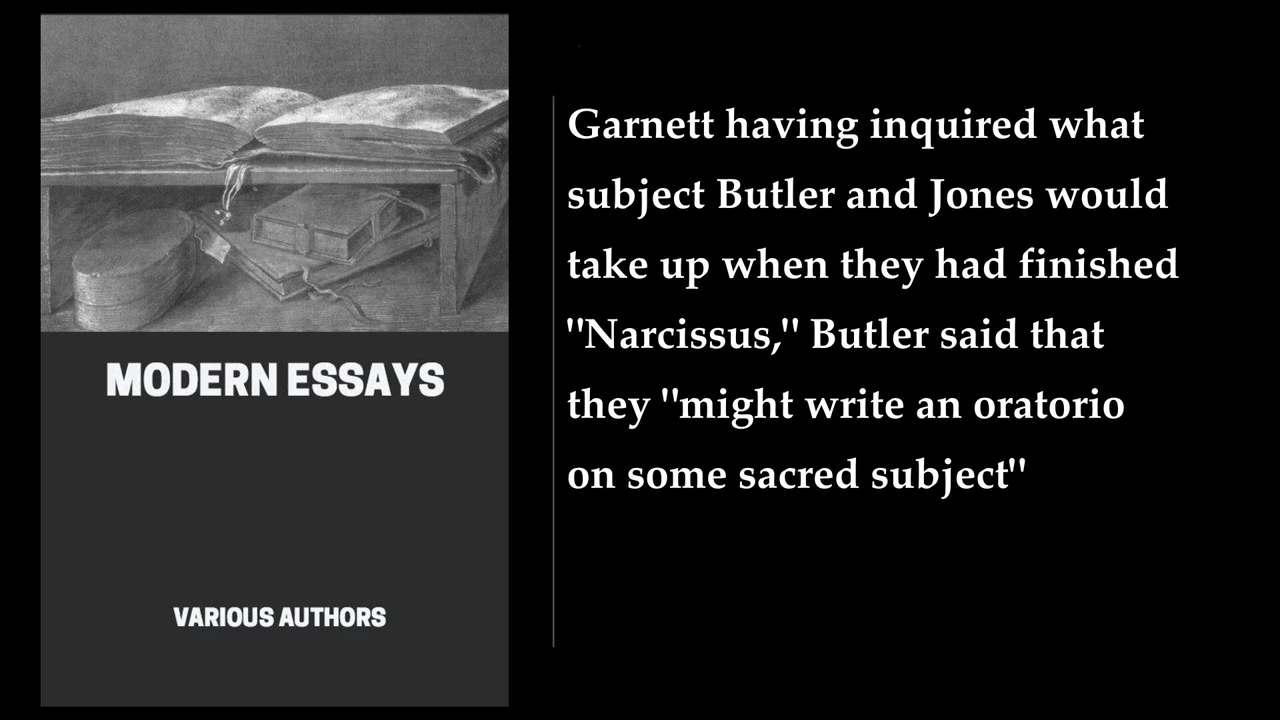 MODERN ESSAYS
VARIOUS AUTHORS
Garnett having inquired what
subject Butler and Jones would
take up when they had finished
"Narcissus," Butler said that
they "might write an oratorio
on some sacred subject"